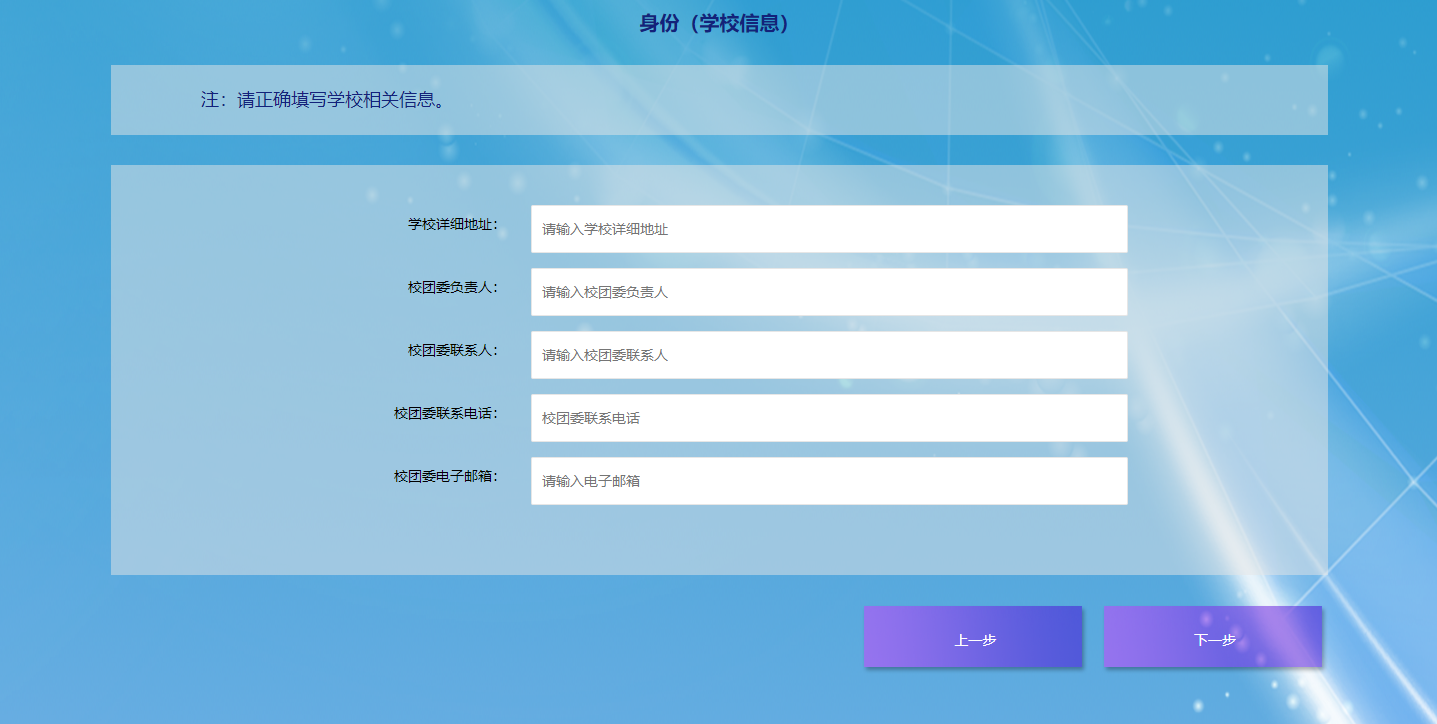 身份（学校信息）
注：请正确填写学校相关信息。
学校详细地址： 请输入学校详细地址
校团委负责人： 请输入校团委负责人
校团委联系人： 请输入校团委联系人
校团委联系电话： 校团委联系电话
校团委电子邮箱： 请输入电子邮箱
上一步 下一步